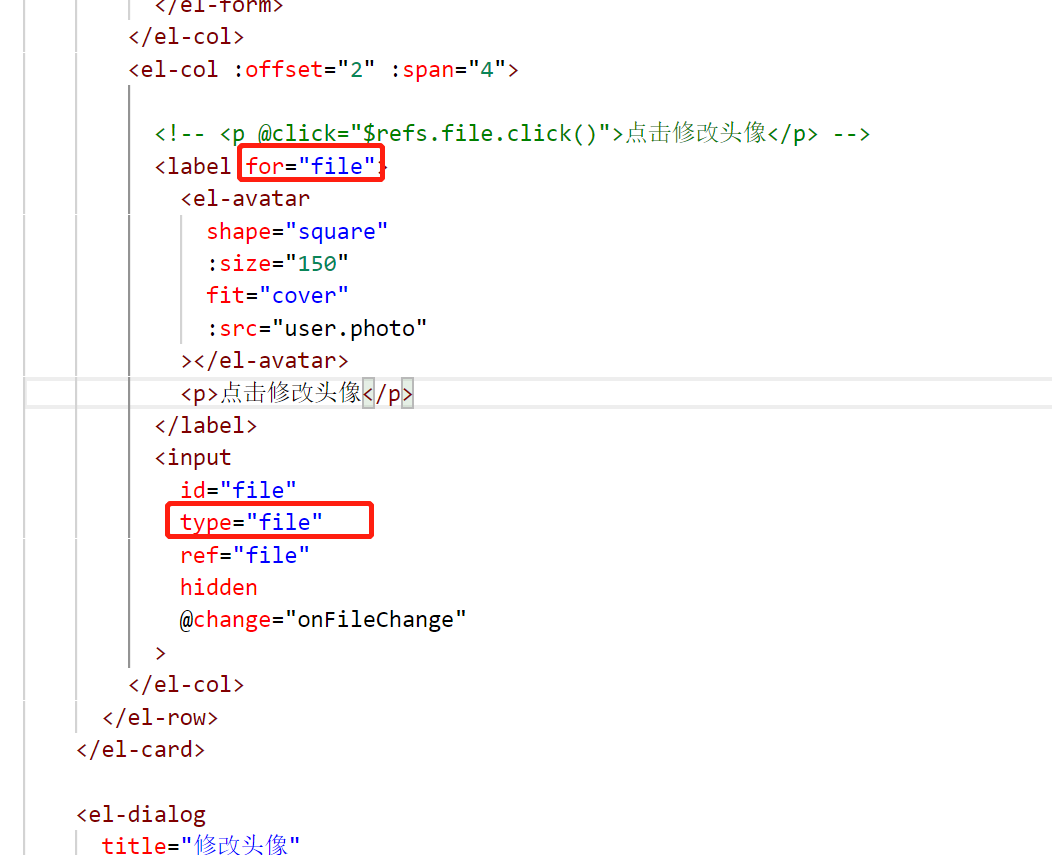 </el-form>
</el-col>
<el-col :offset="2" :span="4">
<!-- <p @click="$refs.file.click()">点击修改头像</p> -->
<label for="file">
<el-avatar
shape="square"
:size="150"
fit="cover"
:src="user.photo"
></el-avatar>
<p>点击修改头像</p>
</label>
<input
id="file"
type="file"
ref="file"
hidden
@change="onFileChange"
>
</el-col>
</el-row>
</el-card>
<el-dialog
title="修改头像"